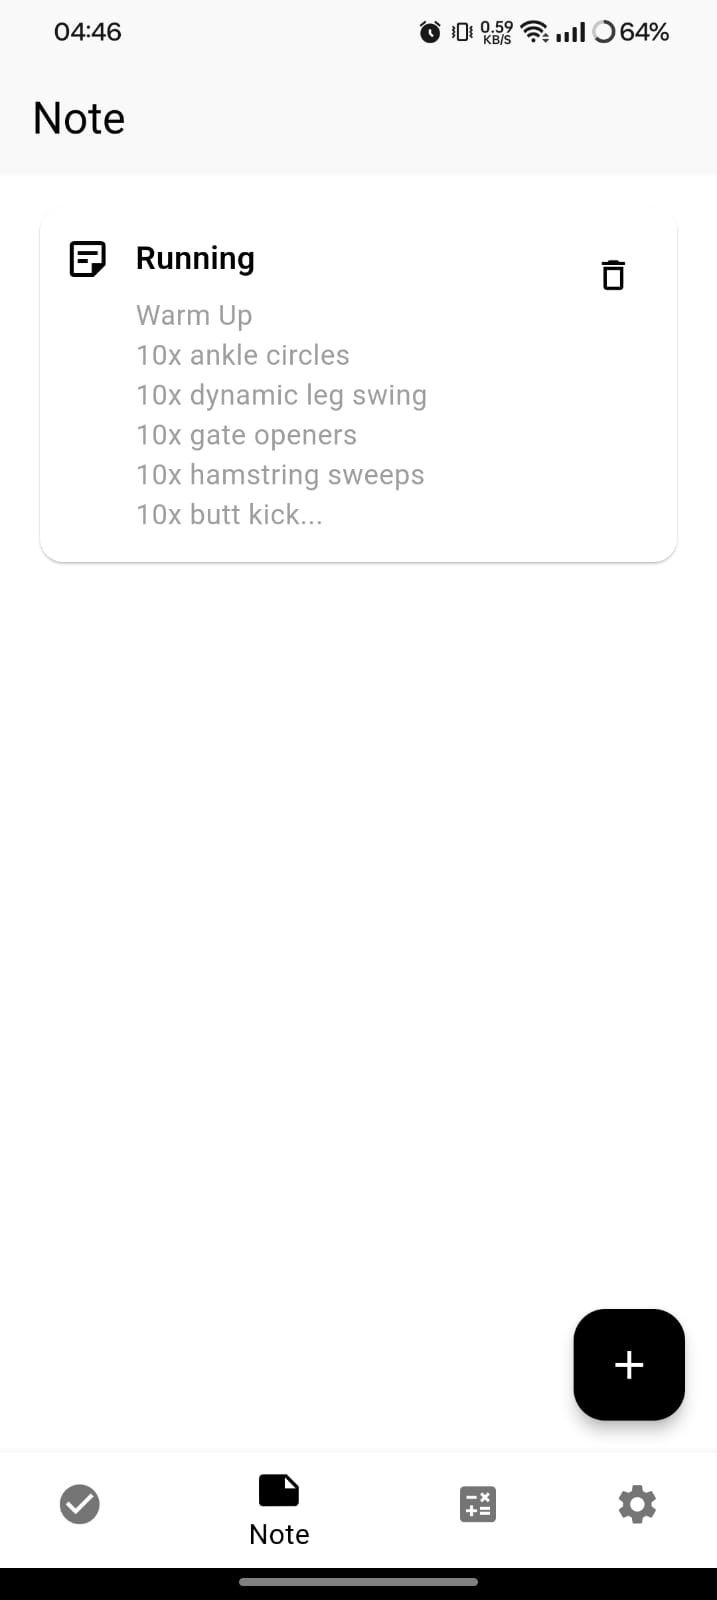 04:46
0.59
KB/S
64%
Note
Running
Warm Up
10x ankle circles
10x dynamic leg swing
10x gate openers
10x hamstring sweeps
10x butt kick...
Note